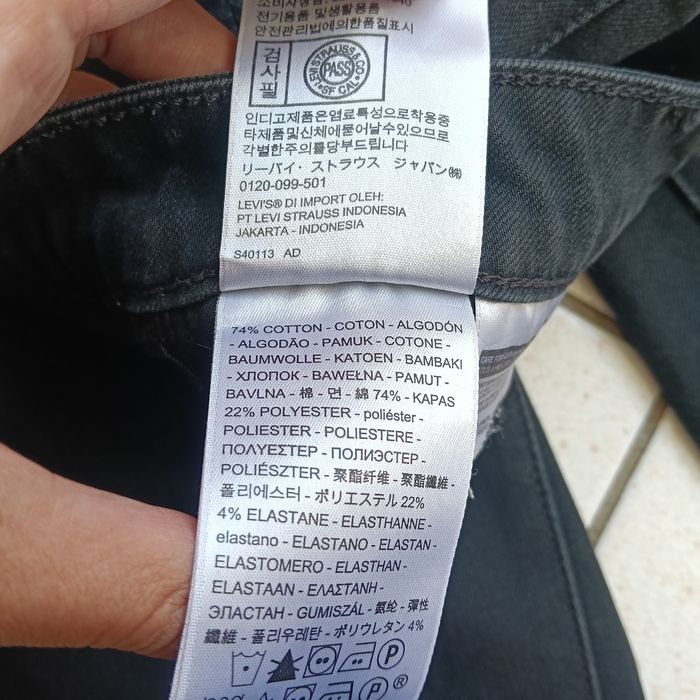 전기용품 및 생활용품
안전관리법에의한품질표시
검사필
LEVI STRAUSS & CO
PASS
SF CAL
인디고제품은염료특성으로착용중
타제품및신체에묻어날수있으므로
각별한주의를당부드립니다
リーバイ・ストラウス ジャパン㈱
0120-099-501
LEVI'S® DI IMPORT OLEH:
PT LEVI STRAUSS INDONESIA
JAKARTA - INDONESIA
S40113 AD
74% COTTON - COTON - ALGODÓN
- ALGODÃO - PAMUK - COTONE -
BAUMWOLLE - KATOEN - BAMBAKI
- ХЛОПОК - BAWEŁNA - PAMUT -
BAVLNA - 棉 - 면 - 綿 74% - KAPAS
22% POLYESTER - poliéster -
POLIESTER - POLIESTERE -
ΠΟΛΥΕΣΤΕΡ - ПОЛИЭСТЕР -
POLIÉSZTER - 聚酯纤维 - 聚酯纖維 -
폴리에스터 - ポリエステル 22%
4% ELASTANE - ELASTHANNE -
elastano - ELASTANO - ELASTAN -
ELASTOMERO - ELASTHAN -
ELASTAAN - ΕΛΑΣΤΑΝΗ -
ЭЛАСТАН - GUMISZÁL - 氨纶 - 彈性
纖維 - 폴리우레탄 - ポリウレタン 4%
P